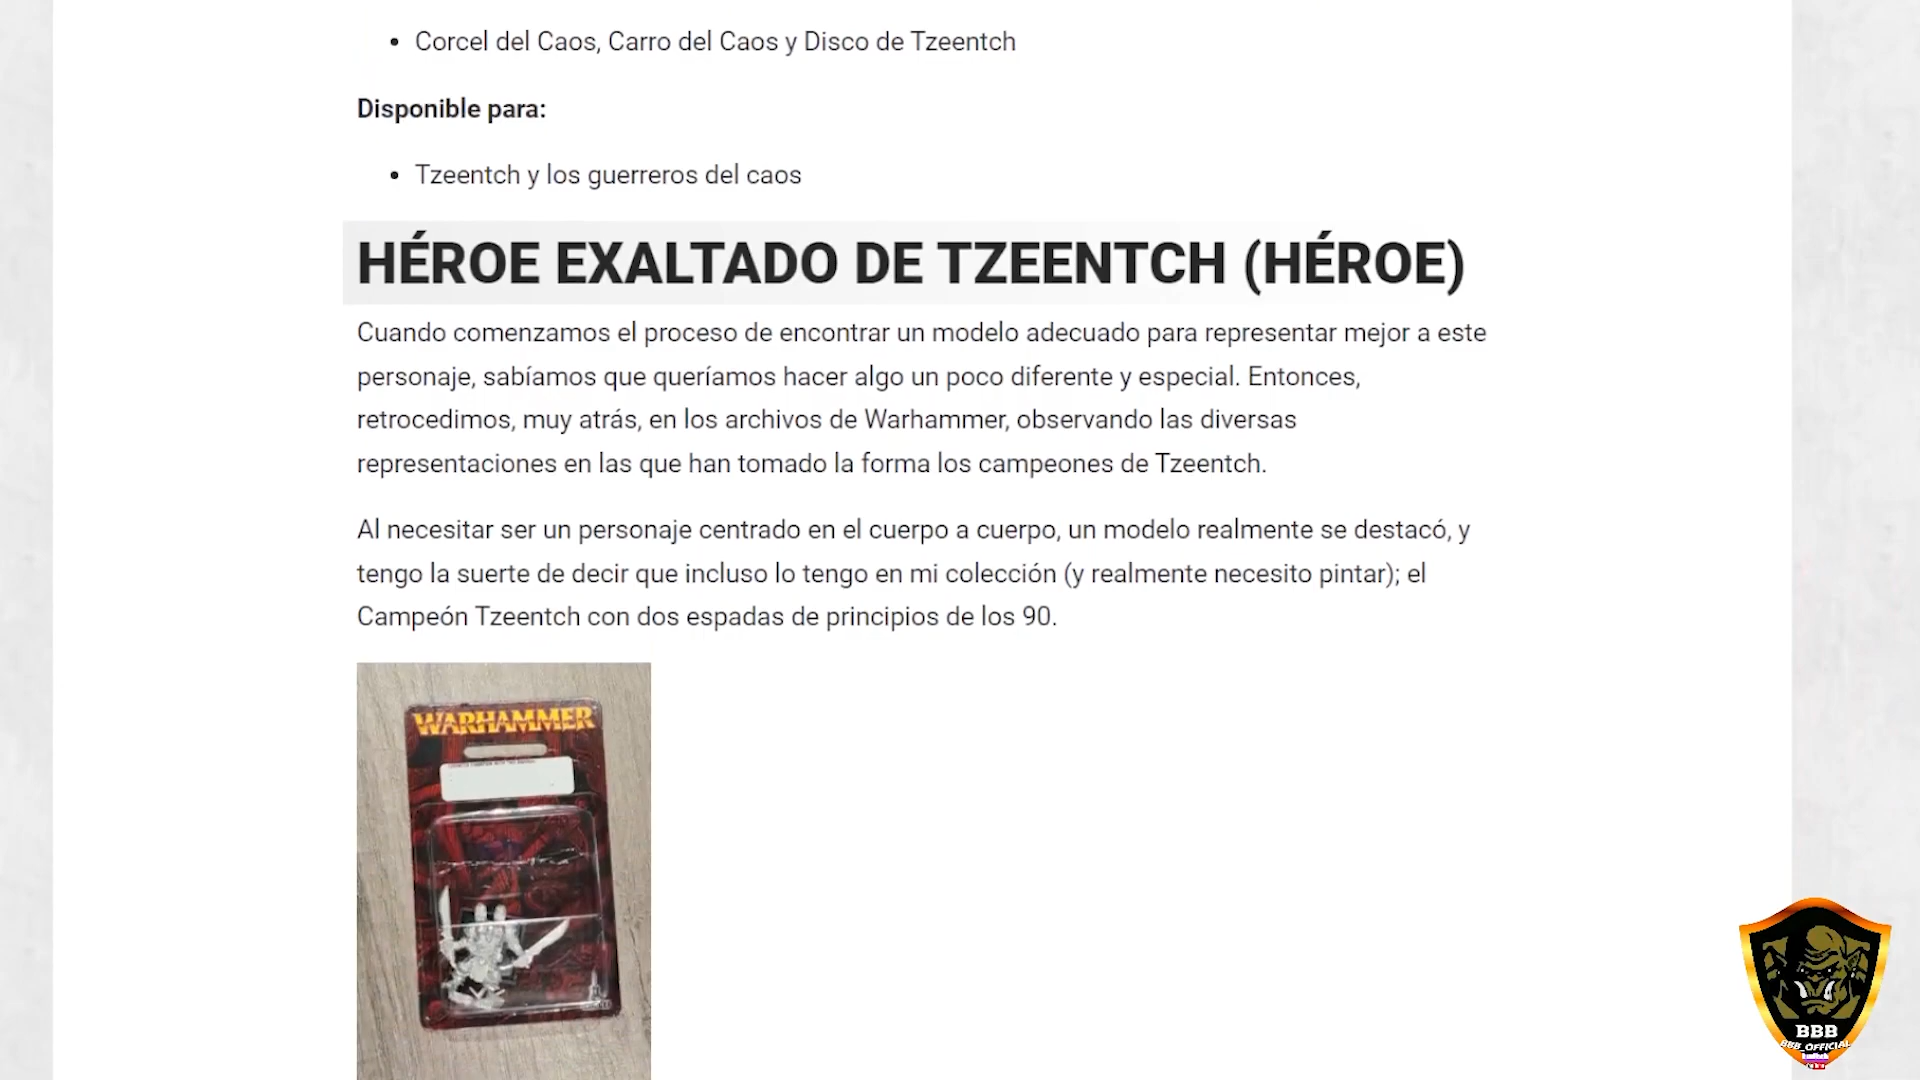 Corcel del Caos, Carro del Caos y Disco de Tzeentch
Disponible para:
Tzeentch y los guerreros del caos
HÉROE EXALTADO DE TZEENTCH (HÉROE)
Cuando comenzamos el proceso de encontrar un modelo adecuado para representar mejor a este
personaje, sabíamos que queríamos hacer algo un poco diferente y especial. Entonces,
retrocedimos, muy atrás, en los archivos de Warhammer, observando las diversas
representaciones en las que han tomado la forma los campeones de Tzeentch.
Al necesitar ser un personaje centrado en el cuerpo a cuerpo, un modelo realmente se destacó, y
tengo la suerte de decir que incluso lo tengo en mi colección (y realmente necesito pintar); el
Campeón Tzeentch con dos espadas de principios de los 90.
WARHAMMER
BBB
BBB_OFFICIAL